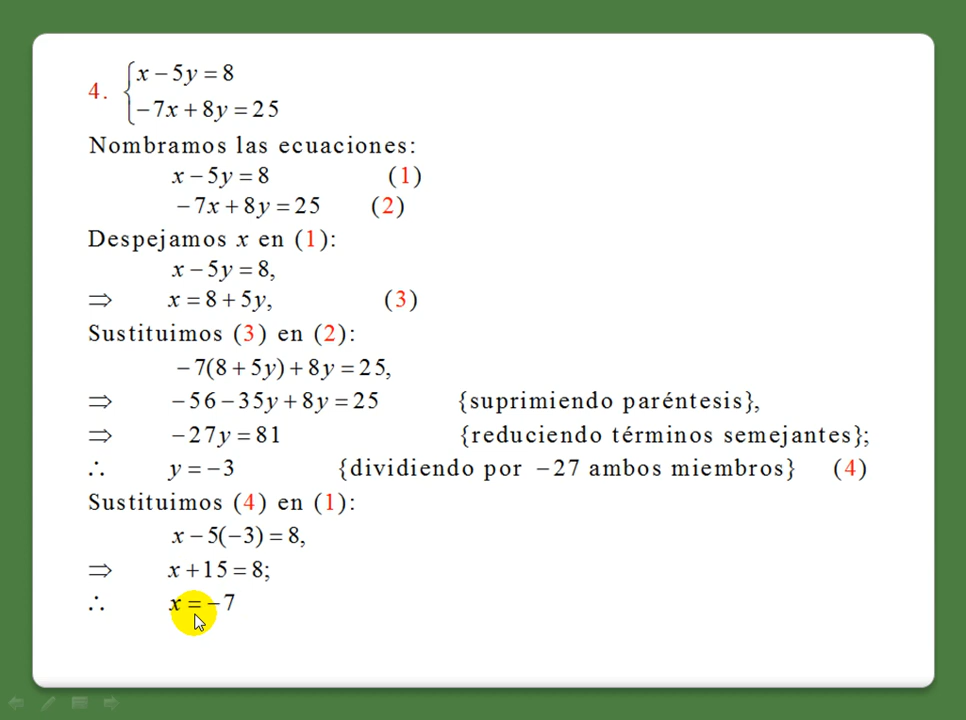 4. { x − 5y = 8
−7x + 8y = 25
Nombramos las ecuaciones:
x − 5y = 8 (1)
−7x + 8y = 25 (2)
Despejamos x en (1):
x − 5y = 8,
⇒ x = 8 + 5y, (3)
Sustituimos (3) en (2):
−7(8 + 5y) + 8y = 25,
⇒ −56 − 35y + 8y = 25 {suprimiendo paréntesis},
⇒ −27y = 81 {reduciendo términos semejantes};
∴ y = −3 {dividiendo por −27 ambos miembros} (4)
Sustituimos (4) en (1):
x − 5(−3) = 8,
⇒ x + 15 = 8;
∴ x = −7